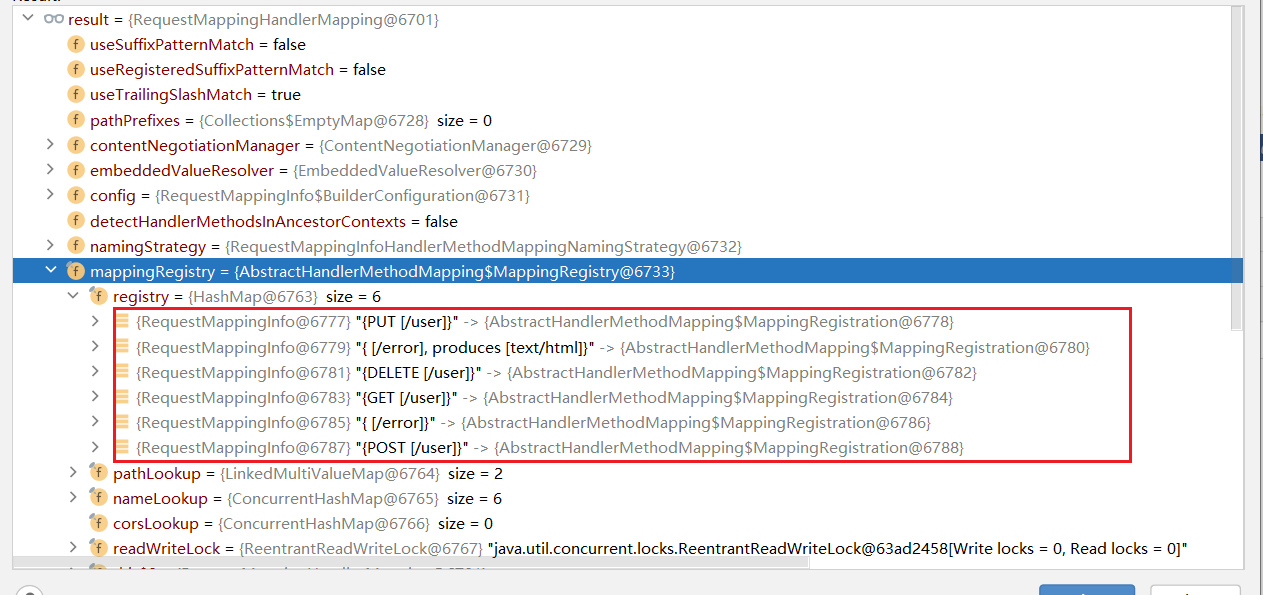 result = {RequestMappingHandlerMapping@6701}
f useSuffixPatternMatch = false
f useRegisteredSuffixPatternMatch = false
f useTrailingSlashMatch = true
f pathPrefixes = {Collections$EmptyMap@6728} size = 0
f contentNegotiationManager = {ContentNegotiationManager@6729}
f embeddedValueResolver = {EmbeddedValueResolver@6730}
f config = {RequestMappingInfo$BuilderConfiguration@6731}
f detectHandlerMethodsInAncestorContexts = false
f namingStrategy = {RequestMappingInfoHandlerMethodMappingNamingStrategy@6732}
f mappingRegistry = {AbstractHandlerMethodMapping$MappingRegistry@6733}
f registry = {HashMap@6763} size = 6
{RequestMappingInfo@6777} "{PUT [/user]}" -> {AbstractHandlerMethodMapping$MappingRegistration@6778}
{RequestMappingInfo@6779} "{ [/error], produces [text/html]}" -> {AbstractHandlerMethodMapping$MappingRegistration@6780}
{RequestMappingInfo@6781} "{DELETE [/user]}" -> {AbstractHandlerMethodMapping$MappingRegistration@6782}
{RequestMappingInfo@6783} "{GET [/user]}" -> {AbstractHandlerMethodMapping$MappingRegistration@6784}
{RequestMappingInfo@6785} "{ [/error]}" -> {AbstractHandlerMethodMapping$MappingRegistration@6786}
{RequestMappingInfo@6787} "{POST [/user]}" -> {AbstractHandlerMethodMapping$MappingRegistration@6788}
f pathLookup = {LinkedMultiValueMap@6764} size = 2
f nameLookup = {ConcurrentHashMap@6765} size = 6
f corsLookup = {ConcurrentHashMap@6766} size = 0
f readWriteLock = {ReentrantReadWriteLock@6767} "java.util.concurrent.locks.ReentrantReadWriteLock@63ad2458[Write locks = 0, Read locks = 0]"